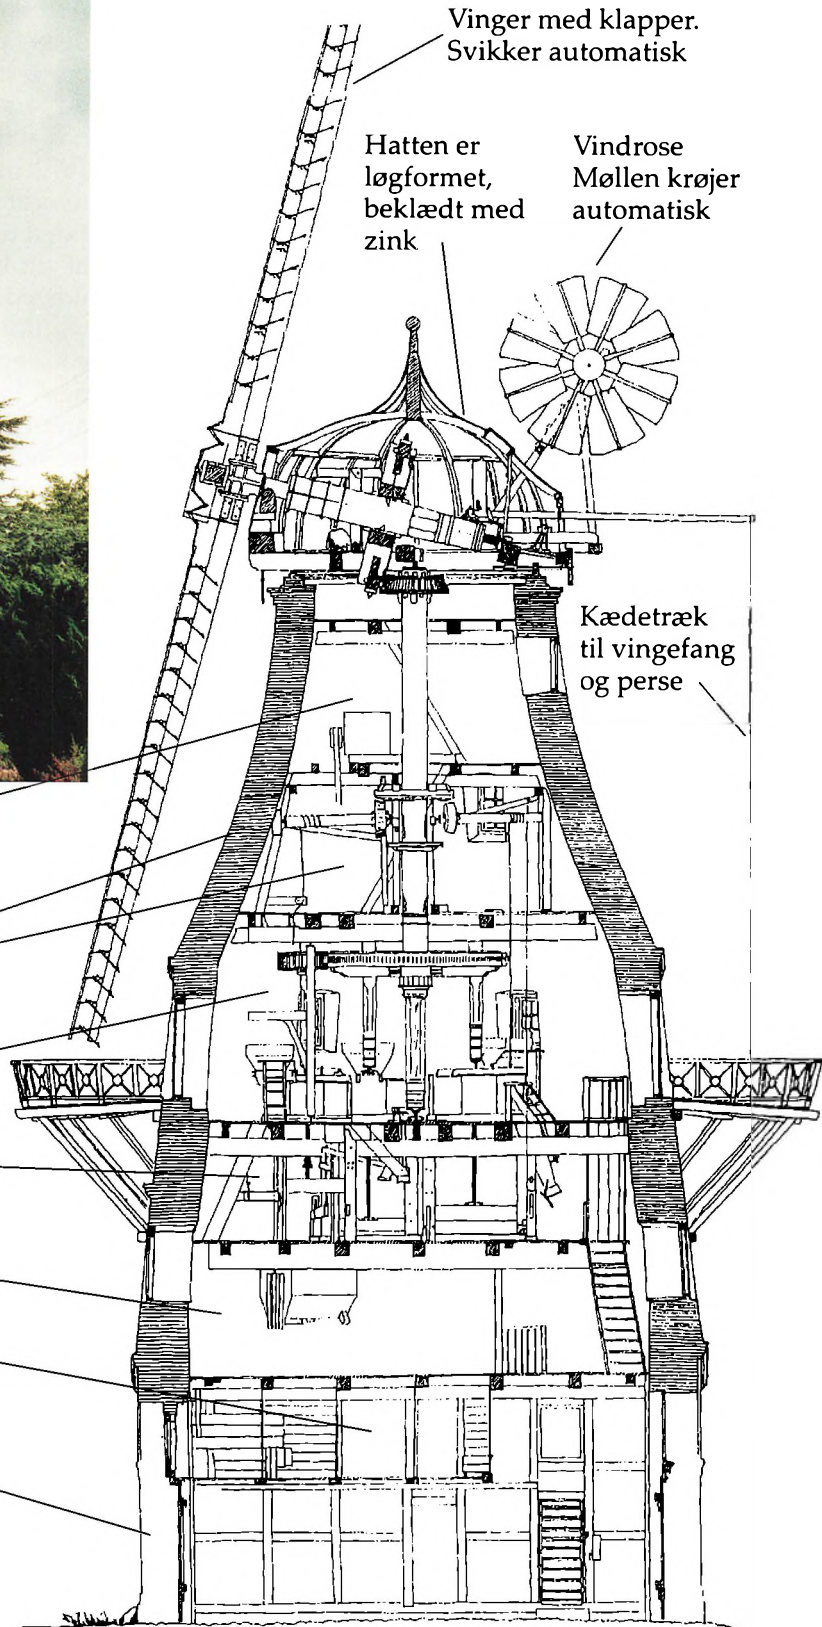 Vinger med klapper.
Svikker automatisk
Hatten er
løgformet,
beklædt med
zink
Vindrose
Møllen krøjer
automatisk
Kædetræk
til vingefang
og perse